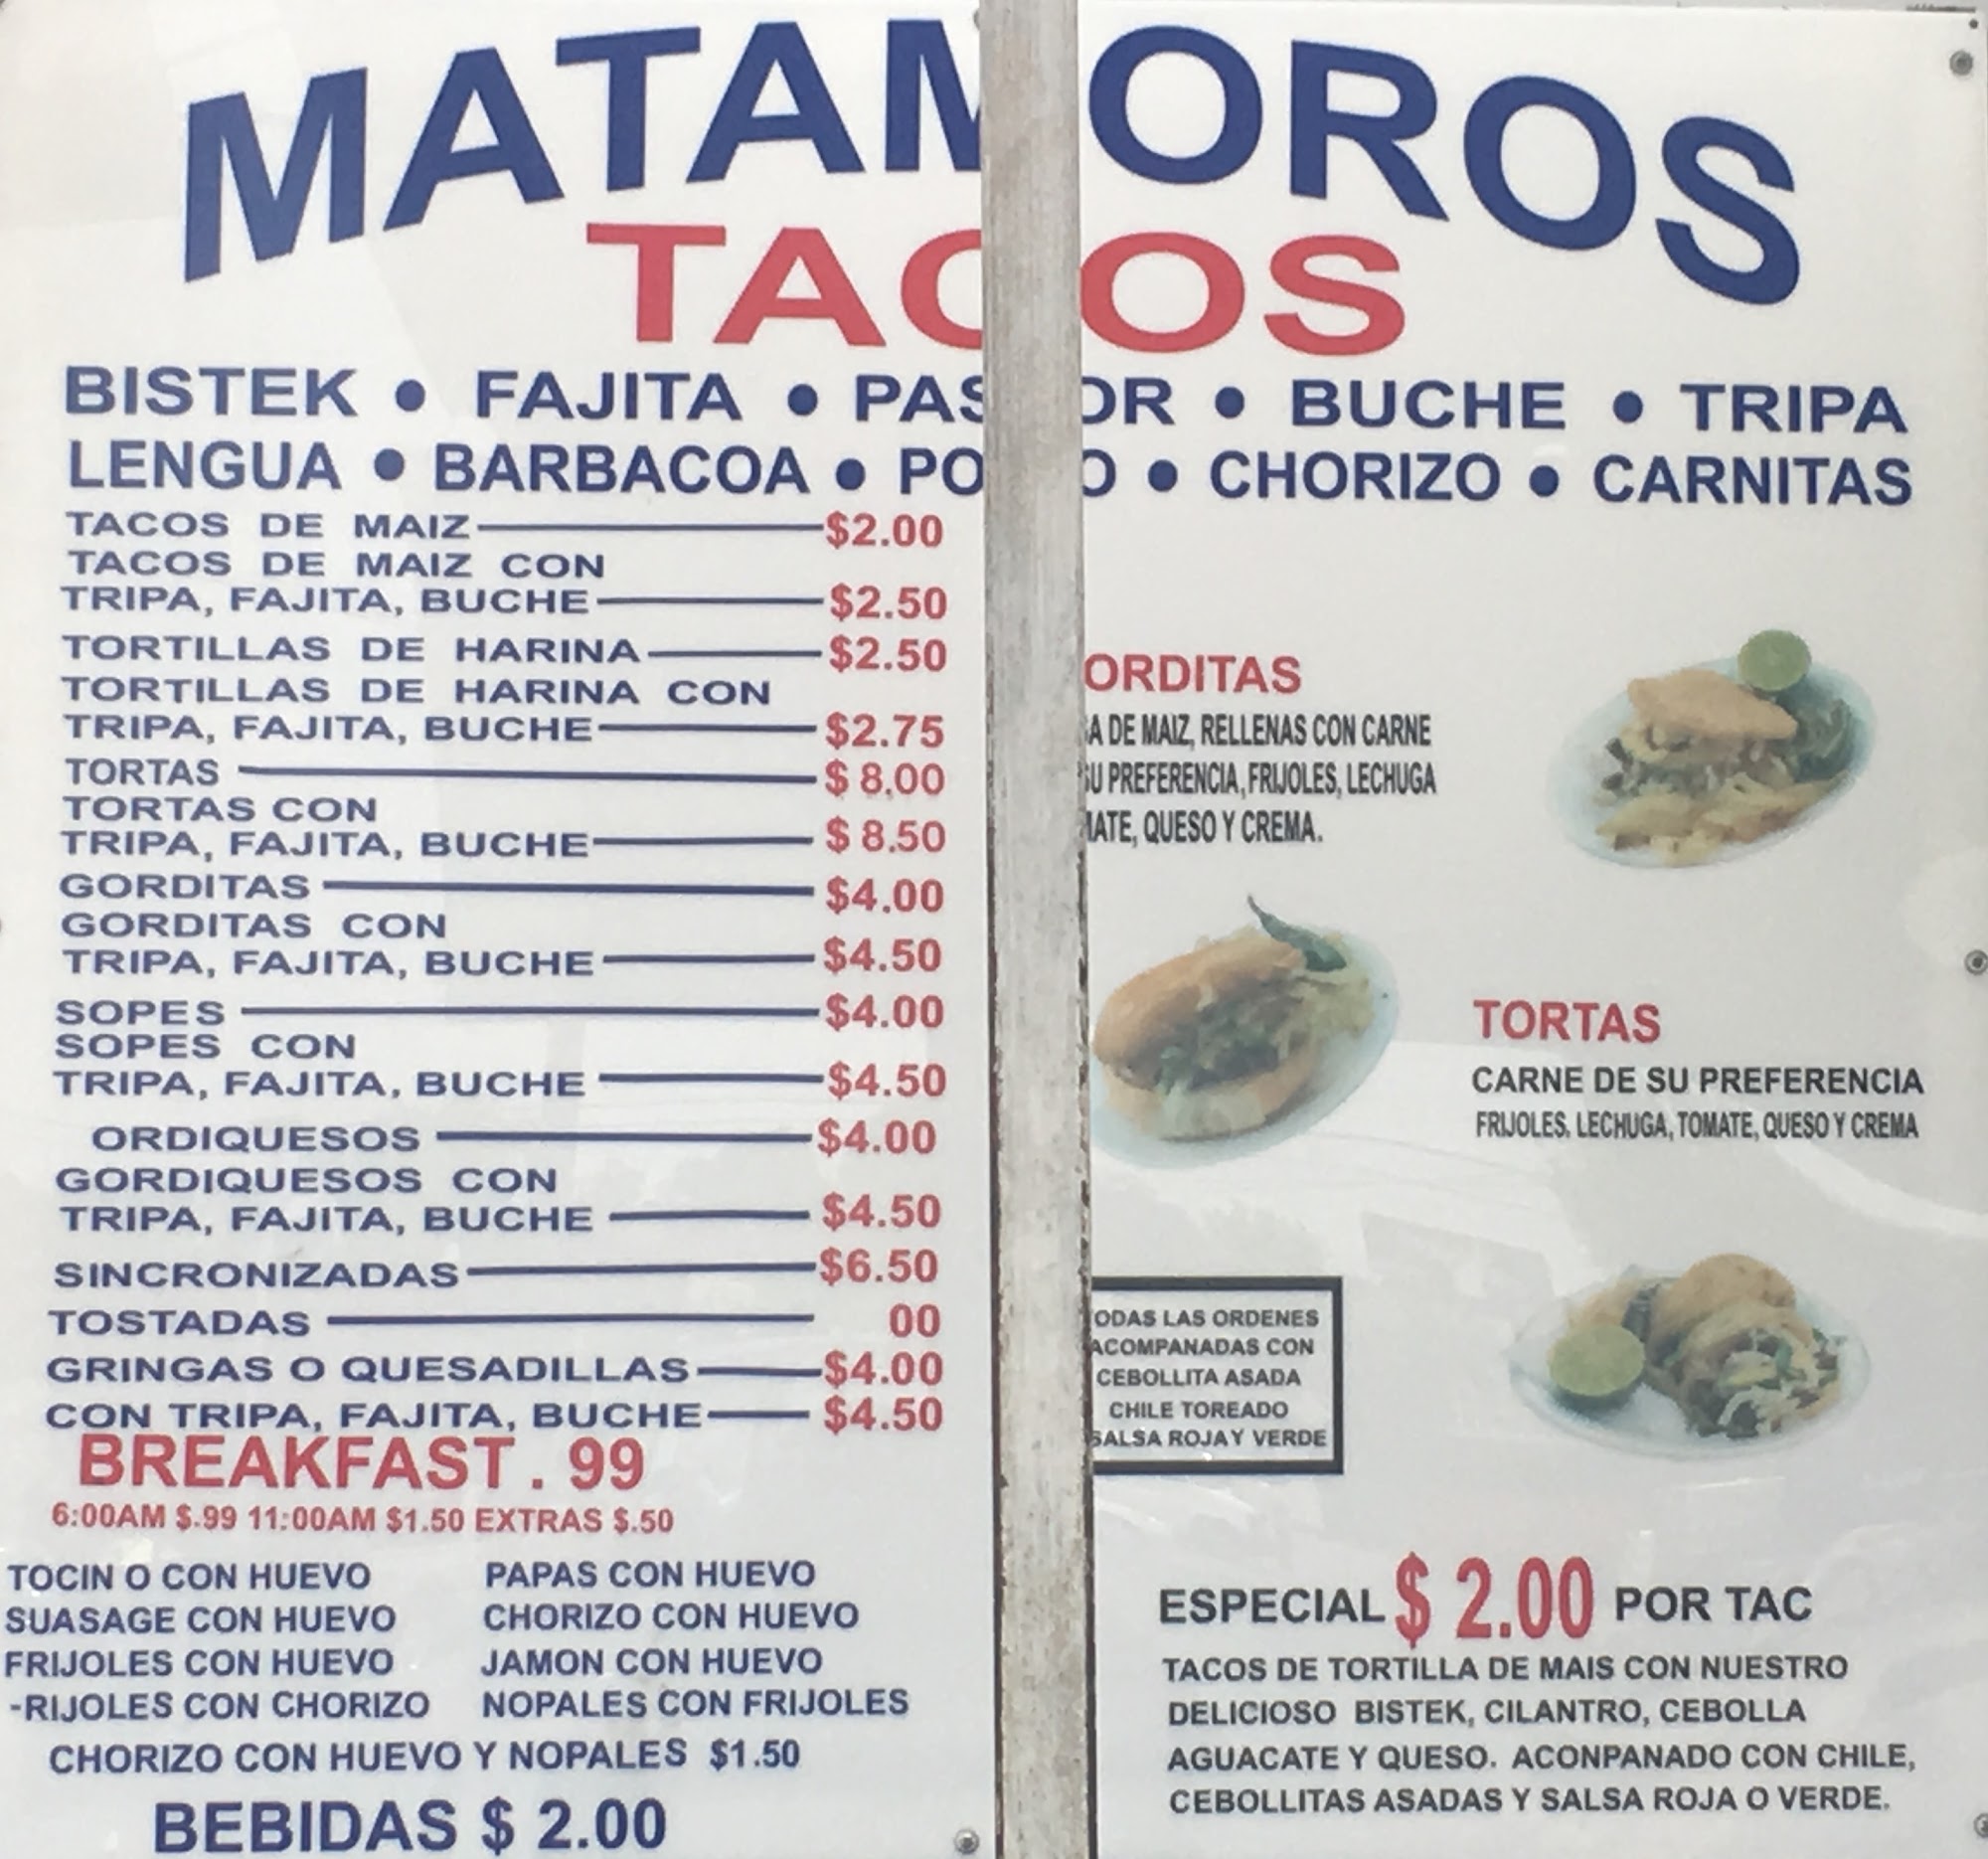 MATAMOROS
TACOS
BISTEK • FAJITA • PAS OR • BUCHE • TRIPA
LENGUA • BARBACOA • PO O • CHORIZO • CARNITAS
TACOS DE MAIZ $2.00
TACOS DE MAIZ CON
TRIPA, FAJITA, BUCHE $2.50
TORTILLAS DE HARINA $2.50
TORTILLAS DE HARINA CON
TRIPA, FAJITA, BUCHE $2.75
TORTAS $ 8.00
TORTAS CON
TRIPA, FAJITA, BUCHE $ 8.50
GORDITAS $4.00
GORDITAS CON
TRIPA, FAJITA, BUCHE $4.50
SOPES $4.00
SOPES CON
TRIPA, FAJITA, BUCHE $4.50
ORDIQUESOS $4.00
GORDIQUESOS CON
TRIPA, FAJITA, BUCHE $4.50
SINCRONIZADAS $6.50
TOSTADAS 00
GRINGAS O QUESADILLAS $4.00
CON TRIPA, FAJITA, BUCHE $4.50
BREAKFAST . 99
6:00AM $.99 11:00AM $1.50 EXTRAS $.50
TOCIN O CON HUEVO PAPAS CON HUEVO
SUASAGE CON HUEVO CHORIZO CON HUEVO
FRIJOLES CON HUEVO JAMON CON HUEVO
-RIJOLES CON CHORIZO NOPALES CON FRIJOLES
CHORIZO CON HUEVO Y NOPALES $1.50
BEBIDAS $ 2.00
ORDITAS
A DE MAIZ, RELLENAS CON CARNE
SU PREFERENCIA, FRIJOLES, LECHUGA
MATE, QUESO Y CREMA.
TORTAS
CARNE DE SU PREFERENCIA
FRIJOLES, LECHUGA, TOMATE, QUESO Y CREMA
ODAS LAS ORDENES
ACOMPANADAS CON
CEBOLLITA ASADA
CHILE TOREADO
SALSA ROJA Y VERDE
ESPECIAL $ 2.00 POR TAC
TACOS DE TORTILLA DE MAIS CON NUESTRO
DELICIOSO BISTEK, CILANTRO, CEBOLLA
AGUACATE Y QUESO. ACONPANADO CON CHILE,
CEBOLLITAS ASADAS Y SALSA ROJA O VERDE.